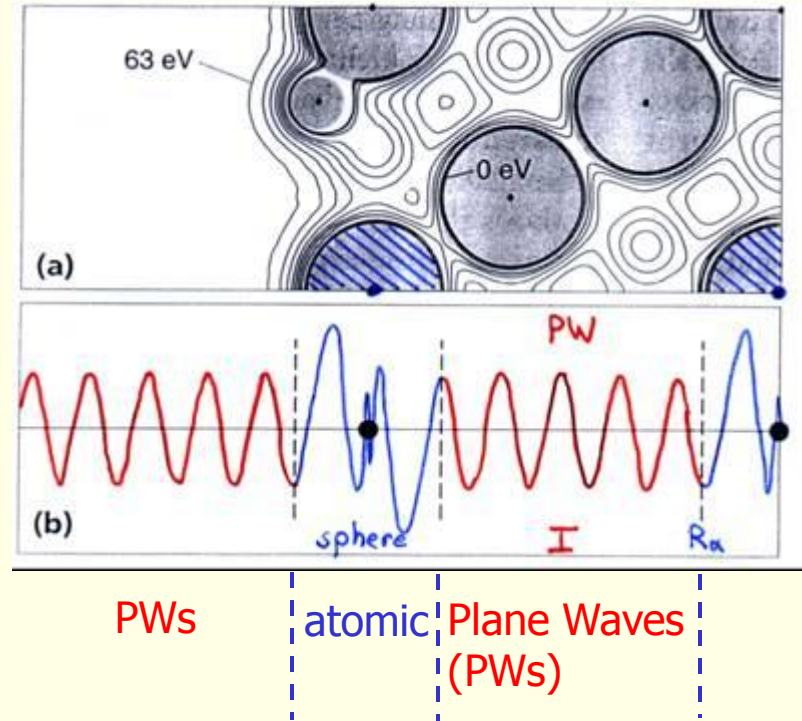 63 eV
0 eV
(a)
PW
(b)
sphere
I
Rα
PWs
atomic
Plane Waves
(PWs)